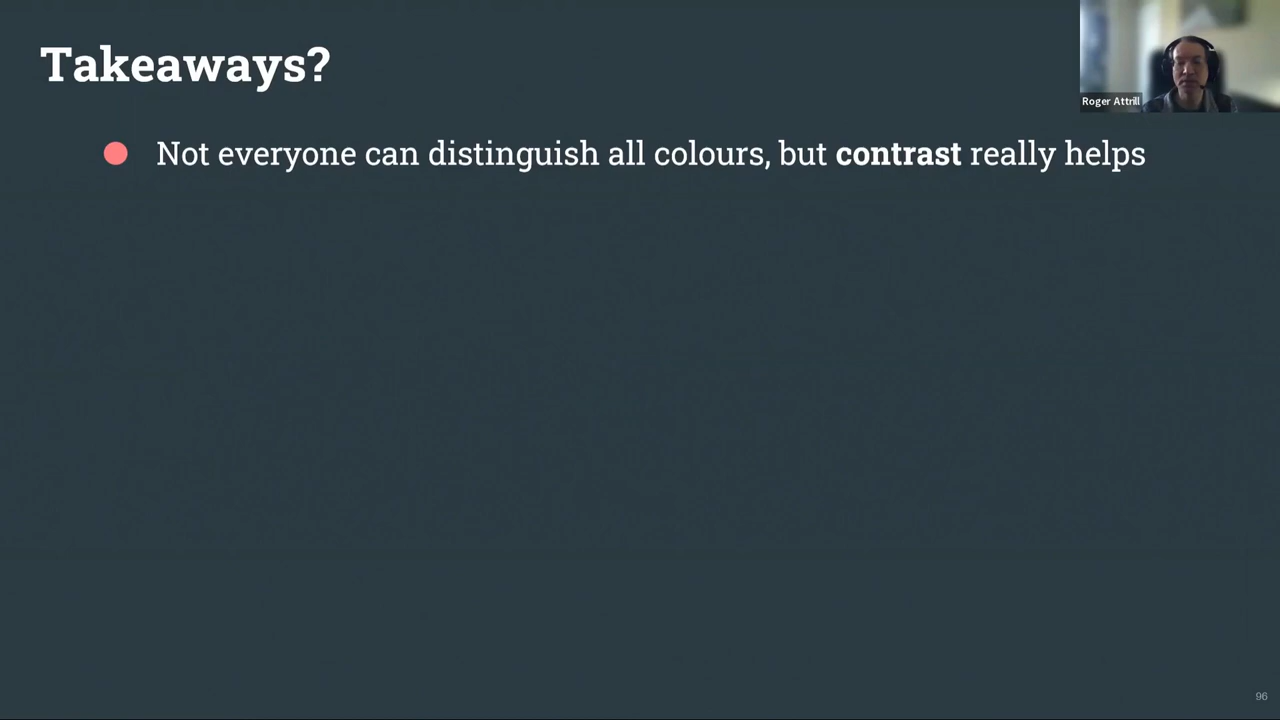 Takeaways?
Roger Attrill
Not everyone can distinguish all colours, but contrast really helps
96